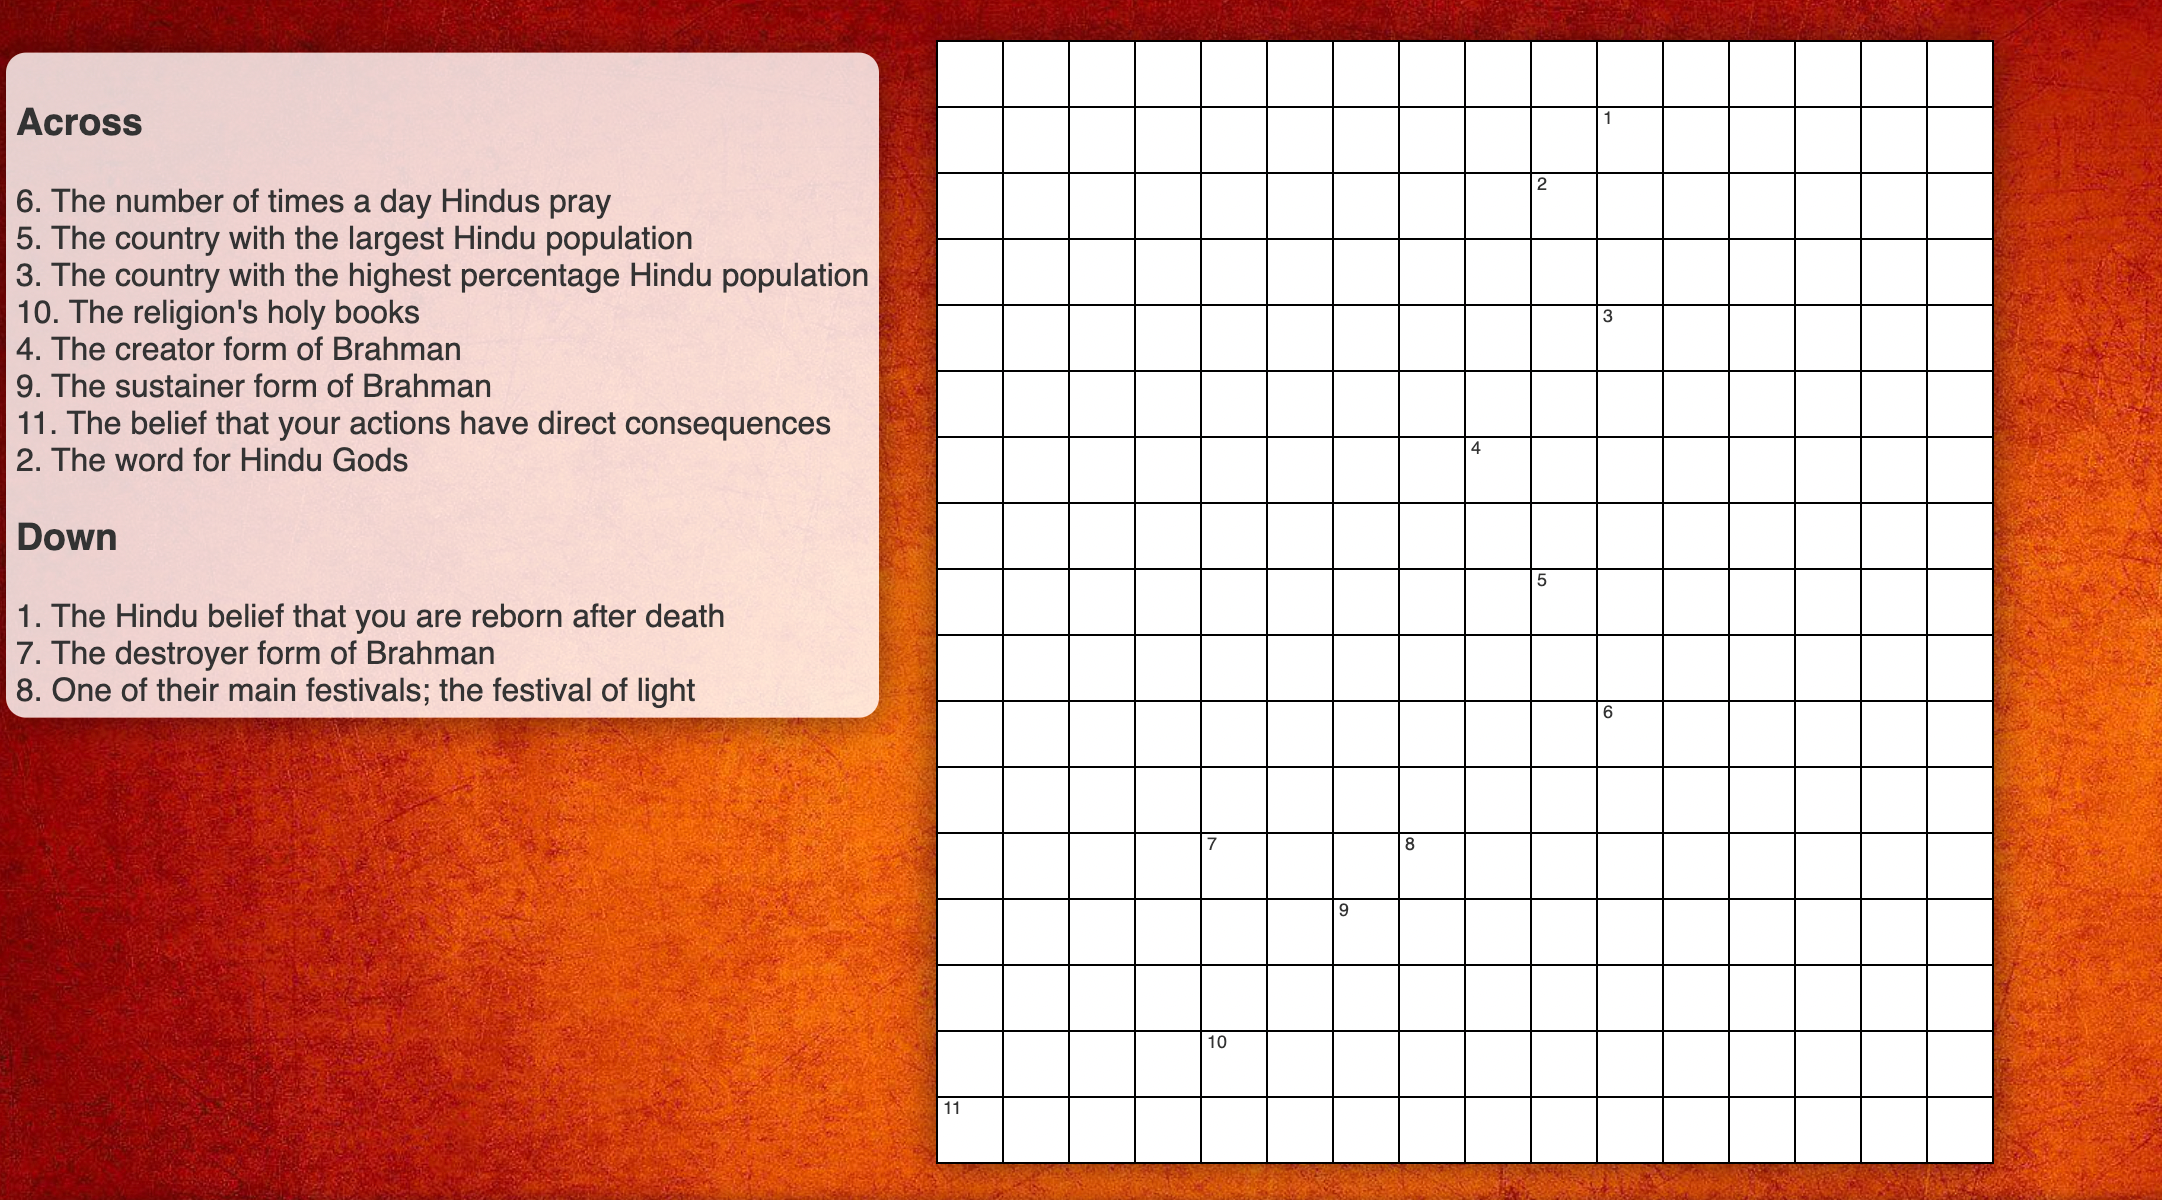 Across
6. The number of times a day Hindus pray
5. The country with the largest Hindu population
3. The country with the highest percentage Hindu population
10. The religion's holy books
4. The creator form of Brahman
9. The sustainer form of Brahman
11. The belief that your actions have direct consequences
2. The word for Hindu Gods
Down
1. The Hindu belief that you are reborn after death
7. The destroyer form of Brahman
8. One of their main festivals; the festival of light
1
2
3
4
5
6
7 8
9
10
11